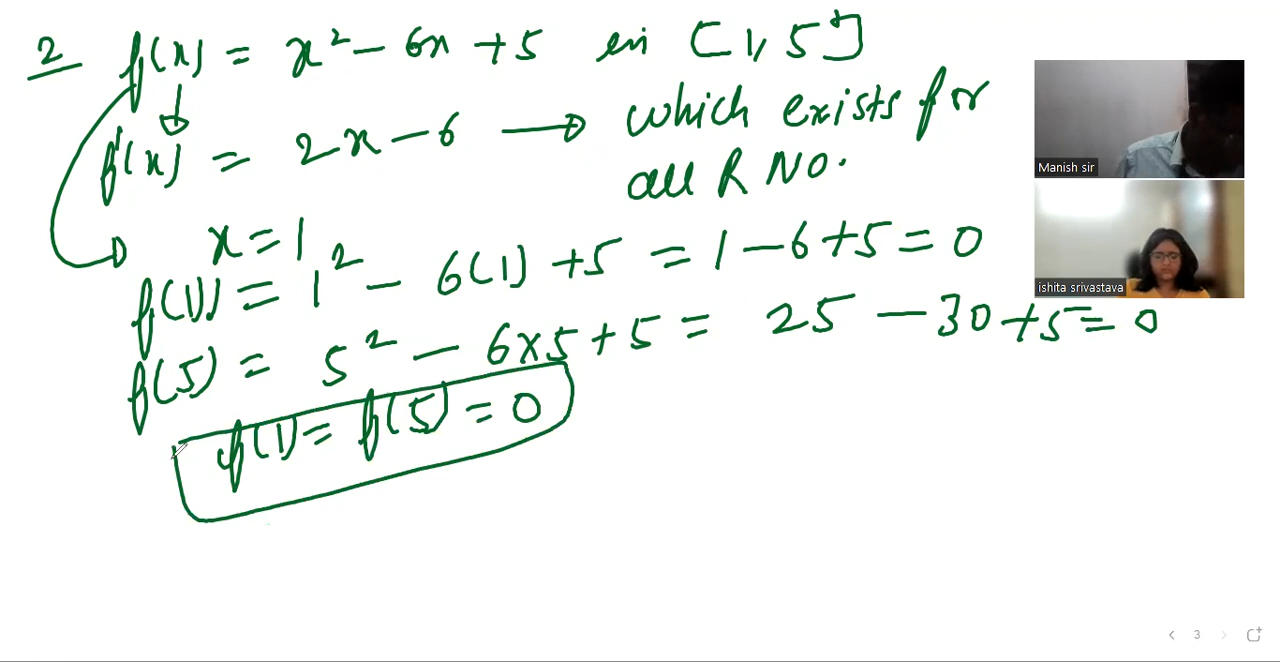 2 f(x) = x² - 6x + 5 in [1, 5]
f'(x) = 2x - 6 → which exists for
all R NO.
x = 1
f(1) = 1² - 6(1) + 5 = 1 - 6 + 5 = 0
f(5) = 5² - 6×5 + 5 = 25 - 30 + 5 = 0
f(1) = f(5) = 0
Manish sir
ishita srivastava
3